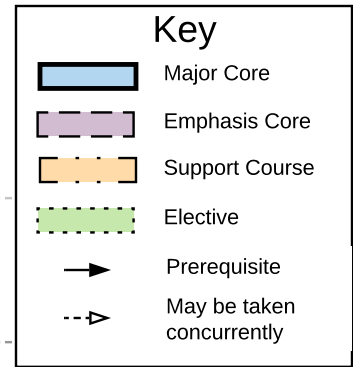 Key
Major Core
Emphasis Core
Support Course
Elective
Prerequisite
May be taken
concurrently